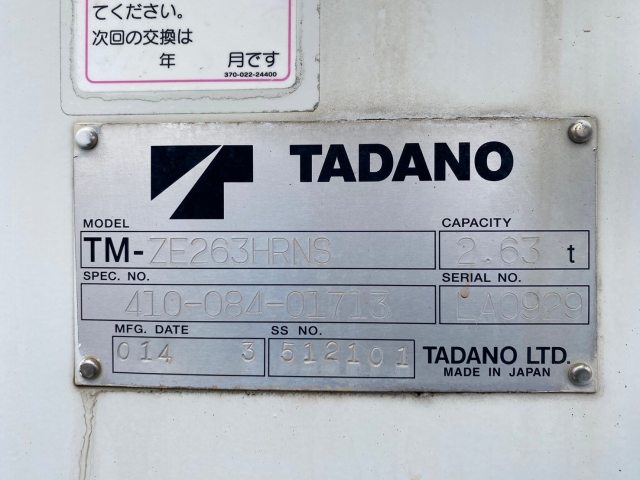 てください。
次回の交換は
年 月です
370-022-24400
TADANO
MODEL CAPACITY
TM-ZE263HRNS 2.63 t
SPEC. NO. SERIAL NO.
410-084-01713 LA0929
MFG. DATE SS NO.
014 3 512101 TADANO LTD.
MADE IN JAPAN